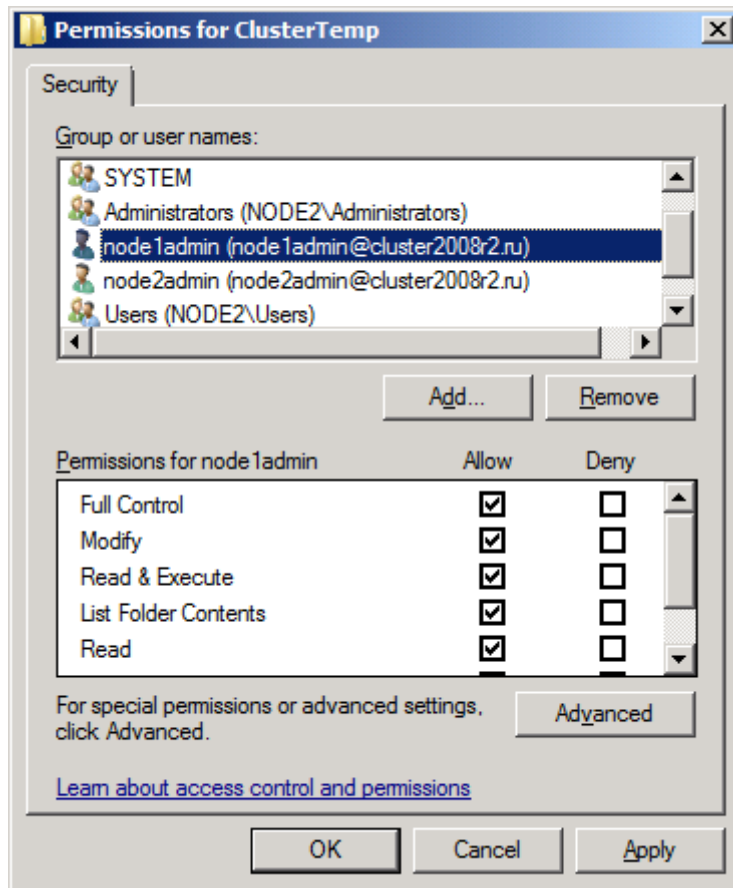 Permissions for ClusterTemp
Security
Group or user names:
SYSTEM
Administrators (NODE2\Administrators)
node1admin (node1admin@cluster2008r2.ru)
node2admin (node2admin@cluster2008r2.ru)
Users (NODE2\Users)
Add... Remove
Permissions for node1admin Allow Deny
Full Control
Modify
Read & Execute
List Folder Contents
Read
For special permissions or advanced settings, Advanced
click Advanced.
Learn about access control and permissions
OK Cancel Apply